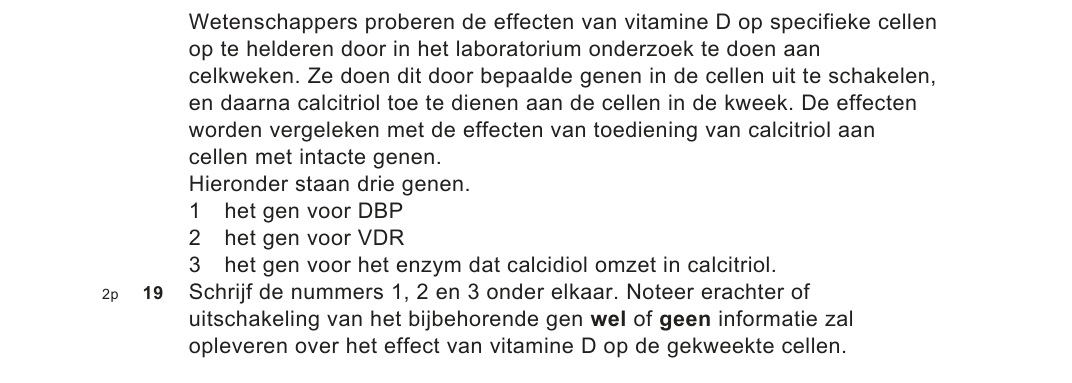 Wetenschappers proberen de effecten van vitamine D op specifieke cellen
op te helderen door in het laboratorium onderzoek te doen aan
celkweken. Ze doen dit door bepaalde genen in de cellen uit te schakelen,
en daarna calcitriol toe te dienen aan de cellen in de kweek. De effecten
worden vergeleken met de effecten van toediening van calcitriol aan
cellen met intacte genen.
Hieronder staan drie genen.
1 het gen voor DBP
2 het gen voor VDR
3 het gen voor het enzym dat calcidiol omzet in calcitriol.
2p 19 Schrijf de nummers 1, 2 en 3 onder elkaar. Noteer erachter of
uitschakeling van het bijbehorende gen wel of geen informatie zal
opleveren over het effect van vitamine D op de gekweekte cellen.